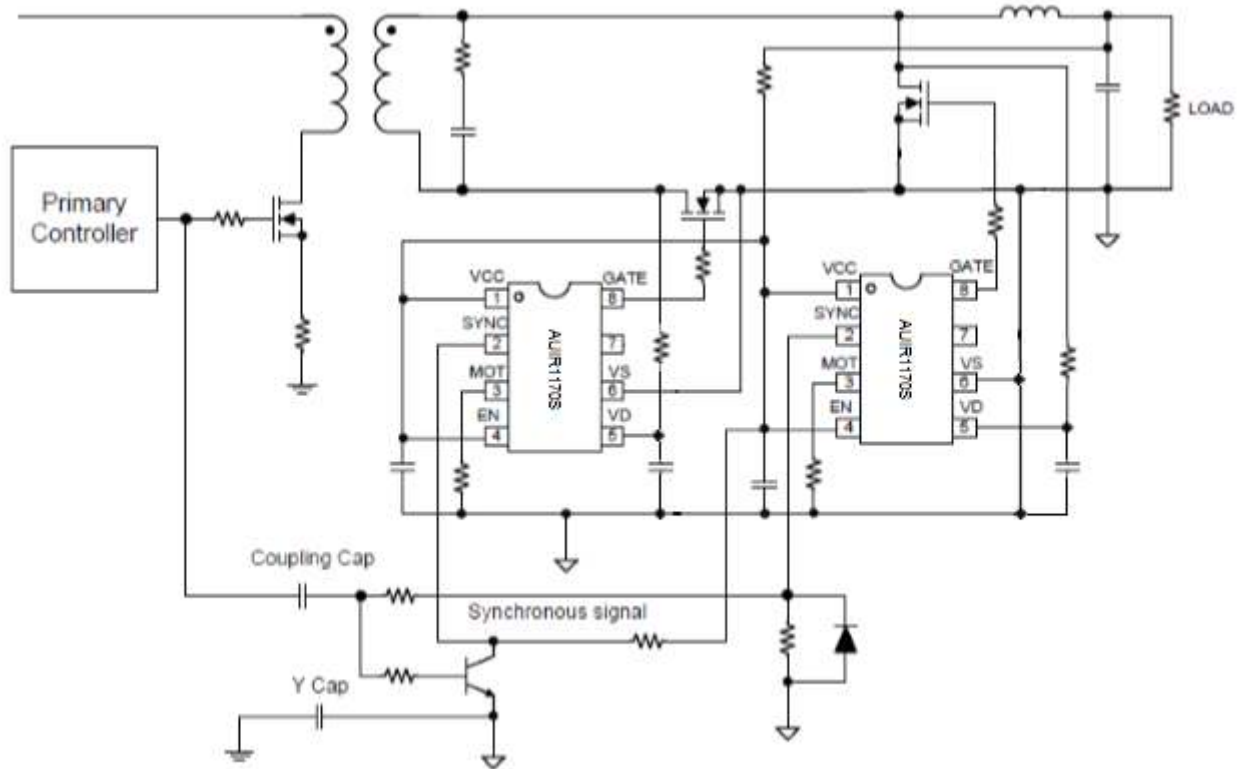 LOAD
Primary
Controller
VCC
GATE
1
8
SYNC
2
7
MOT
VS
3
6
EN
VD
4
5
AUIR1170S
VCC
GATE
1
8
SYNC
2
7
MOT
VS
3
6
EN
VD
4
5
AUIR1170S
Coupling Cap
Synchronous signal
Y Cap